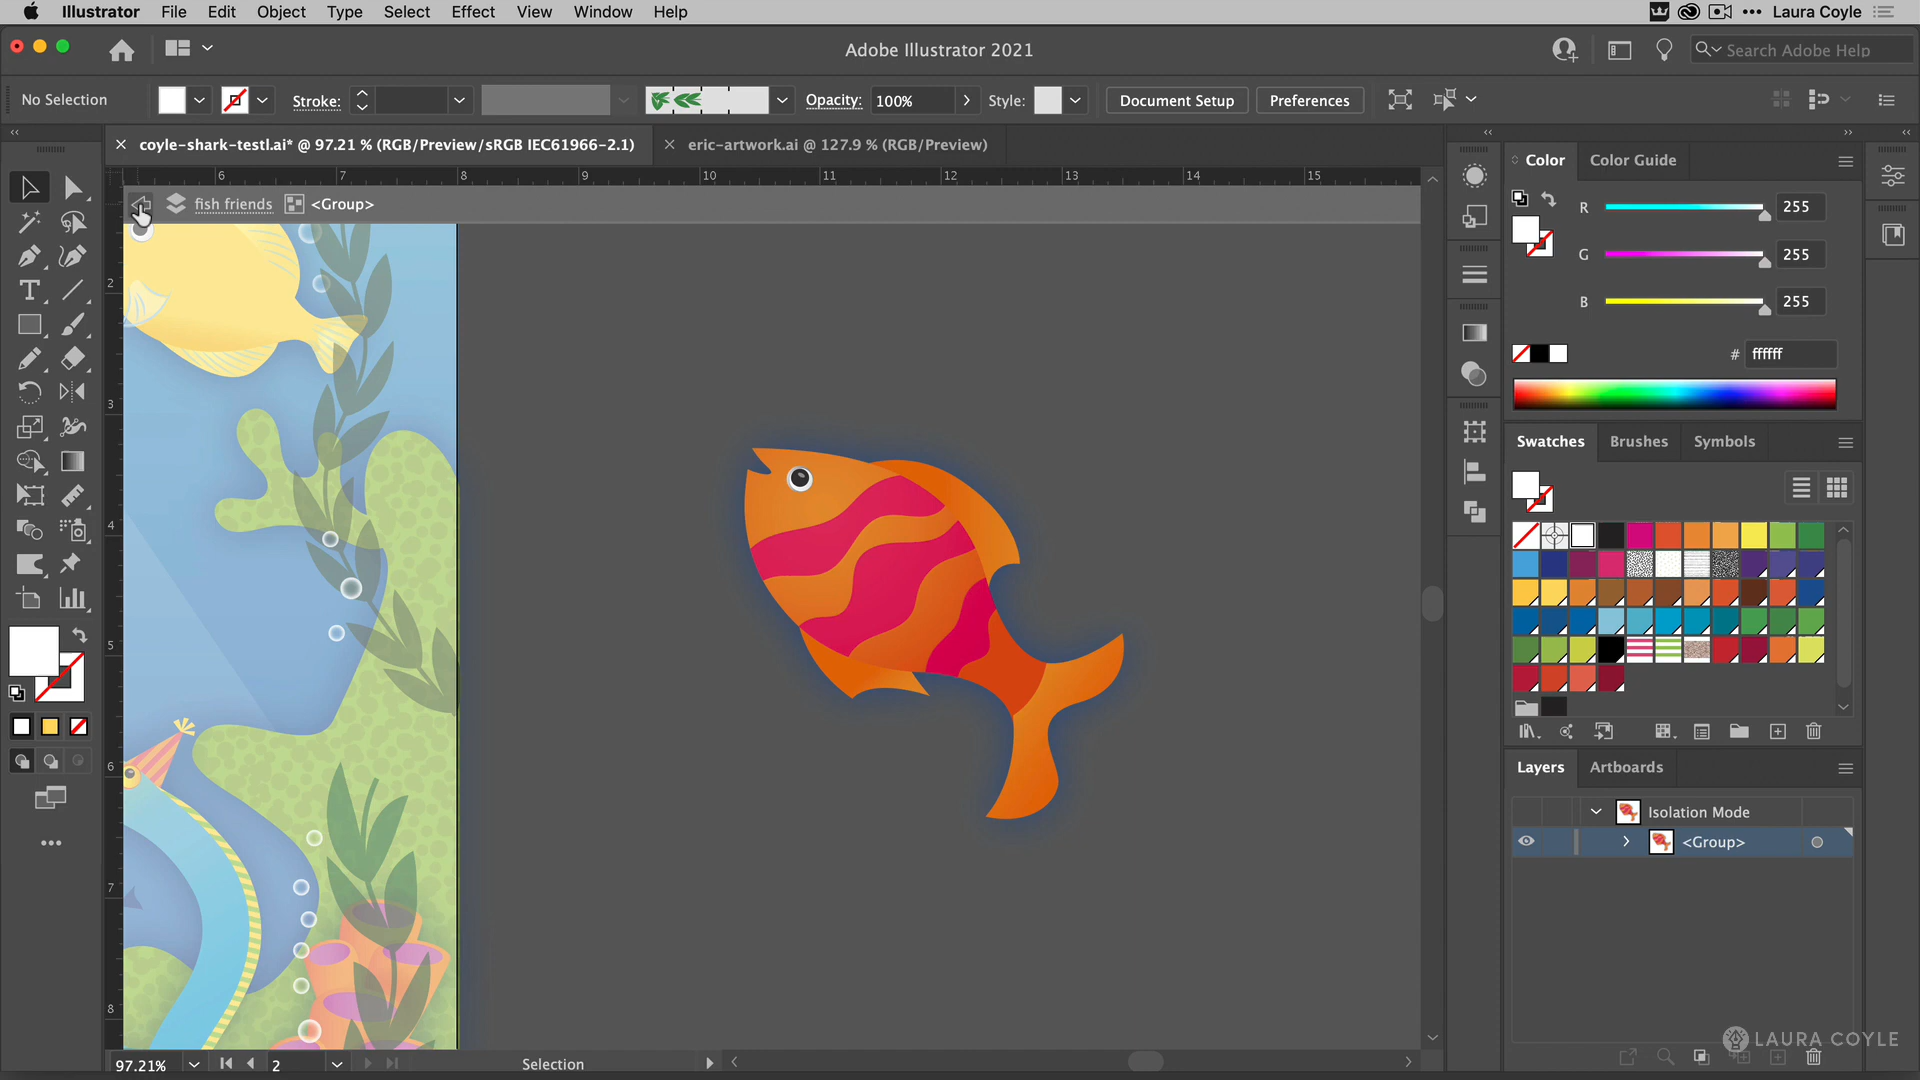 Illustrator File Edit Object Type Select Effect View Window Help
Laura Coyle
Adobe Illustrator 2021
Search Adobe Help
No Selection
Stroke:
Opacity: 100%
Style:
Document Setup
Preferences
coyle-shark-testl.ai* @ 97.21 % (RGB/Preview/sRGB IEC61966-2.1)
eric-artwork.ai @ 127.9 % (RGB/Preview)
6 7 8 9 10 11 12 13 14 15
fish friends
<Group>
2
3
4
5
6
7
8
Color
Color Guide
R 255
G 255
B 255
# ffffff
Swatches
Brushes
Symbols
Layers
Artboards
Isolation Mode
<Group>
97.21%
2
Selection
LAURA COYLE